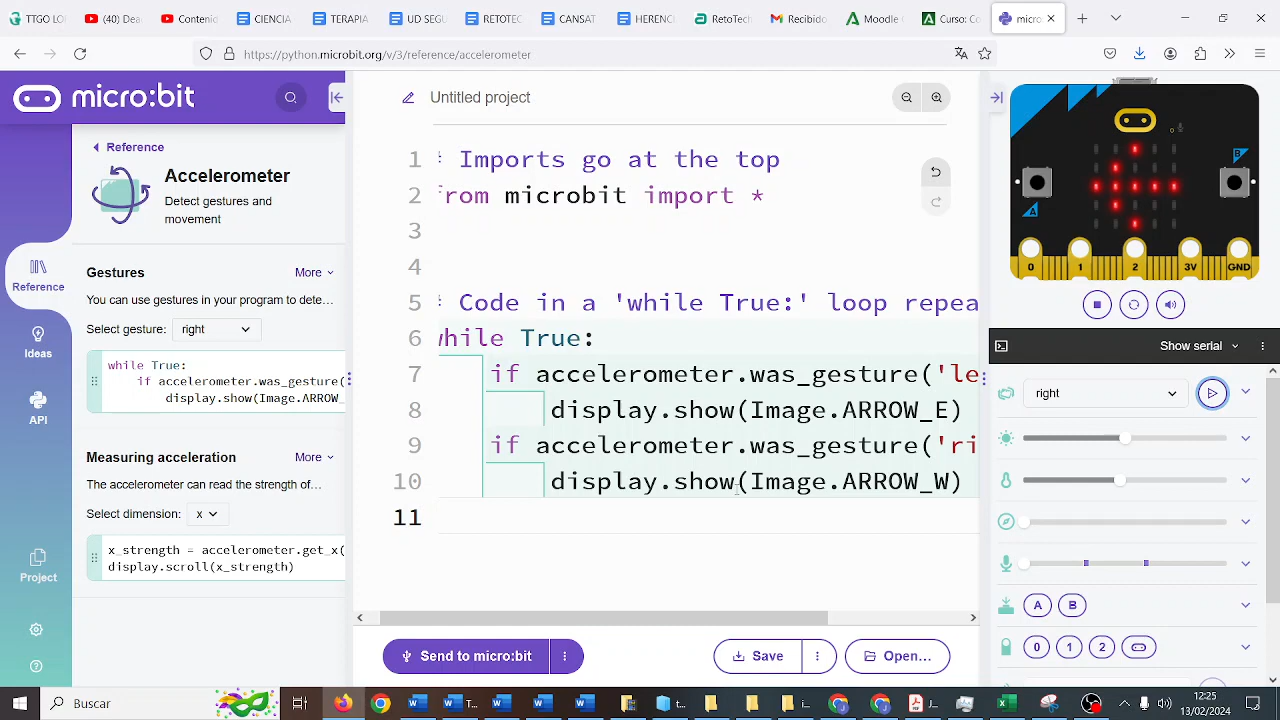 TTGO LO
(40) Y
Contenid
CIENC
TERAPIA
UD SEGU
RETOTEC
CANSAT
HERENCI
RetoTech
Recibido
Moodle
Curso: C
micro
https://python.microbit.org/v/3/reference/accelerometer
micro:bit
Reference
Accelerometer
Detect gestures and
movement
Gestures
More
You can use gestures in your program to dete...
Select gesture:
right
while True:
if accelerometer.was_gesture(
display.show(Image.ARROW_
Measuring acceleration
More
The accelerometer can read the strength of...
Select dimension:
x
x_strength = accelerometer.get_x(
display.scroll(x_strength)
Reference
Ideas
API
Project
Untitled project
1 # Imports go at the top
2 from microbit import *
3
4
5 # Code in a 'while True:' loop repea
6 while True:
7 if accelerometer.was_gesture('le
8 display.show(Image.ARROW_E)
9 if accelerometer.was_gesture('ri
10 display.show(Image.ARROW_W)
11
Send to micro:bit
Save
Open...
A
B
0 1 2 3V GND
Show serial
right
A B
0 1 2
Buscar
12:25
13/02/2024